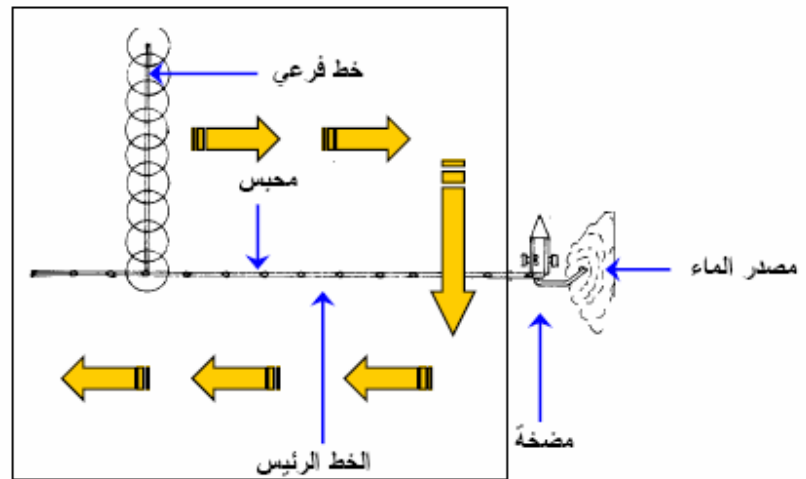 خط فرعي
محبس
مصدر الماء
مضخة
الخط الرئيس